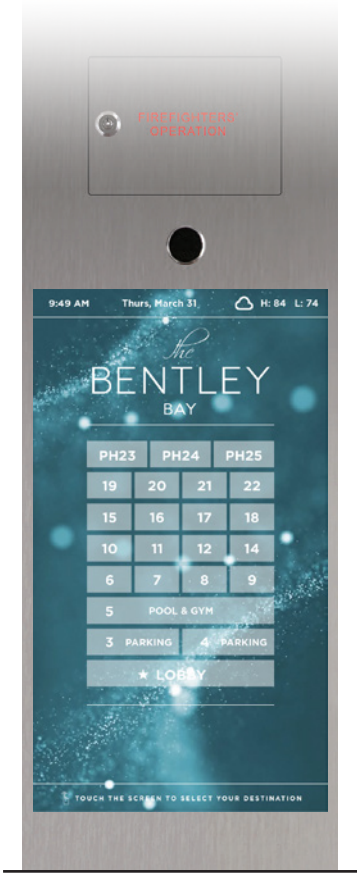 FIREFIGHTERS'
OPERATION
9:49 AM Thurs, March 31 H: 84 L: 74
the
BENTLEY
BAY
PH23 PH24 PH25
19 20 21 22
15 16 17 18
10 11 12 14
6 7 8 9
5 POOL & GYM
3 PARKING 4 PARKING
★ LOBBY
TOUCH THE SCREEN TO SELECT YOUR DESTINATION